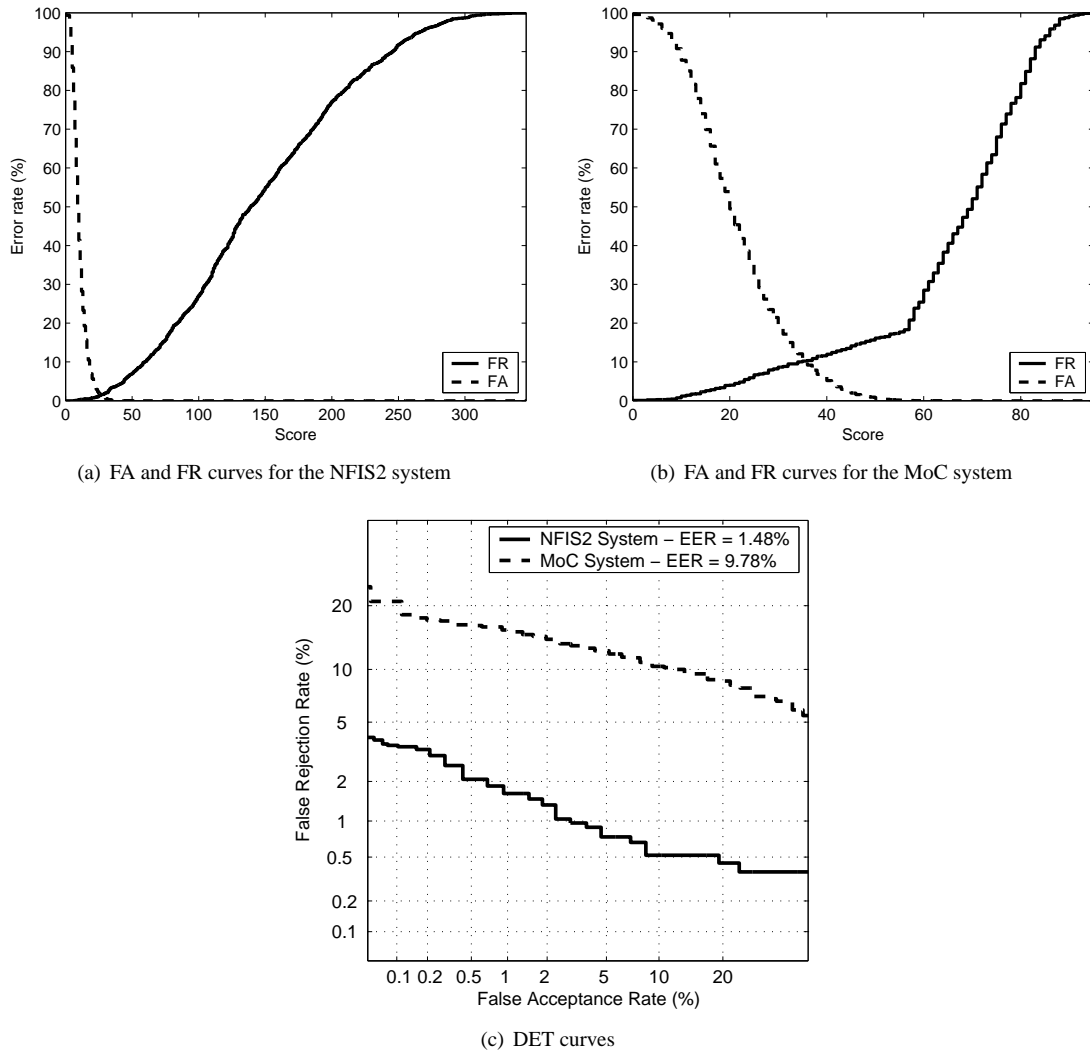 100
90
80
70
60
50
40
30
20
10
0
Error rate (%)
0 50 100 150 200 250 300
Score
FR
FA
(a) FA and FR curves for the NFIS2 system
100
90
80
70
60
50
40
30
20
10
0
Error rate (%)
0 20 40 60 80
Score
FR
FA
(b) FA and FR curves for the MoC system
NFIS2 System – EER = 1.48%
MoC System – EER = 9.78%
20
10
5
2
1
0.5
0.2
0.1
False Rejection Rate (%)
0.1 0.2 0.5 1 2 5 10 20
False Acceptance Rate (%)
(c) DET curves